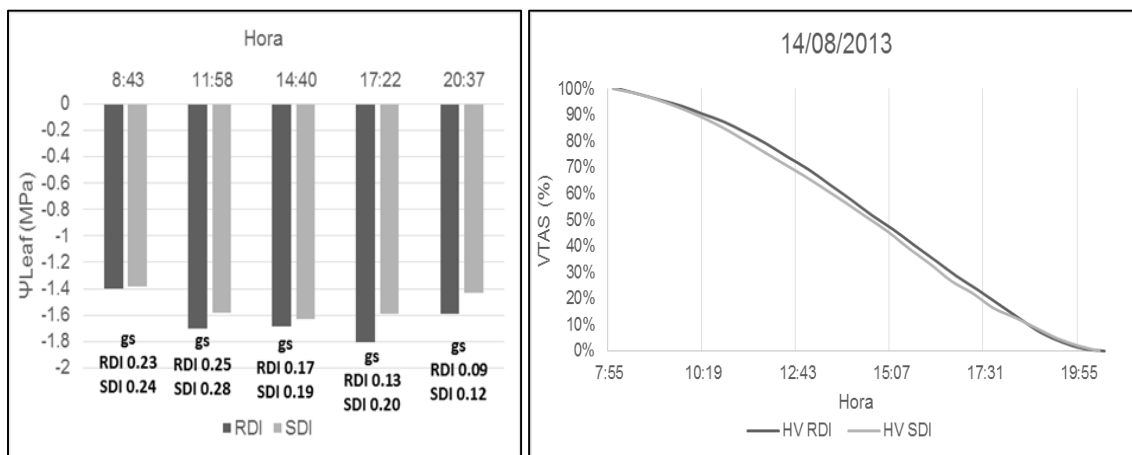 Hora
8:43 11:58 14:40 17:22 20:37
0
-0.2
-0.4
-0.6
-0.8
-1
-1.2
-1.4
-1.6
-1.8
-2
ΨLeaf (MPa)
gs
RDI 0.23
SDI 0.24
gs
RDI 0.25
SDI 0.28
gs
RDI 0.17
SDI 0.19
gs
RDI 0.13
SDI 0.20
gs
RDI 0.09
SDI 0.12
RDI SDI
14/08/2013
100%
90%
80%
70%
60%
50%
40%
30%
20%
10%
0%
VTAS (%)
7:55 10:19 12:43 15:07 17:31 19:55
Hora
HV RDI HV SDI